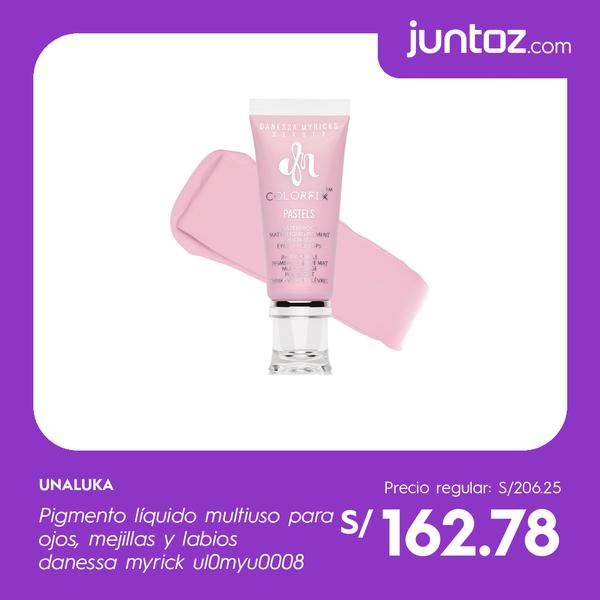 juntoz.com
DANESSA MYRICKS
BEAUTY
COLORFIX™
PASTELS
UNALUKA
Precio regular: S/206.25
Pigmento líquido multiuso para
ojos, mejillas y labios
danessa myrick ul0myu0008
S/162.78